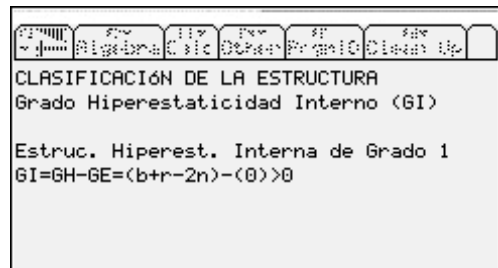 Algebra Calc Other PrgmIO Clean Up
CLASIFICACIóN DE LA ESTRUCTURA
Grado Hiperestaticidad Interno (GI)
Estruc. Hiperest. Interna de Grado 1
GI=GH-GE=(b+r-2n)-(0)>0